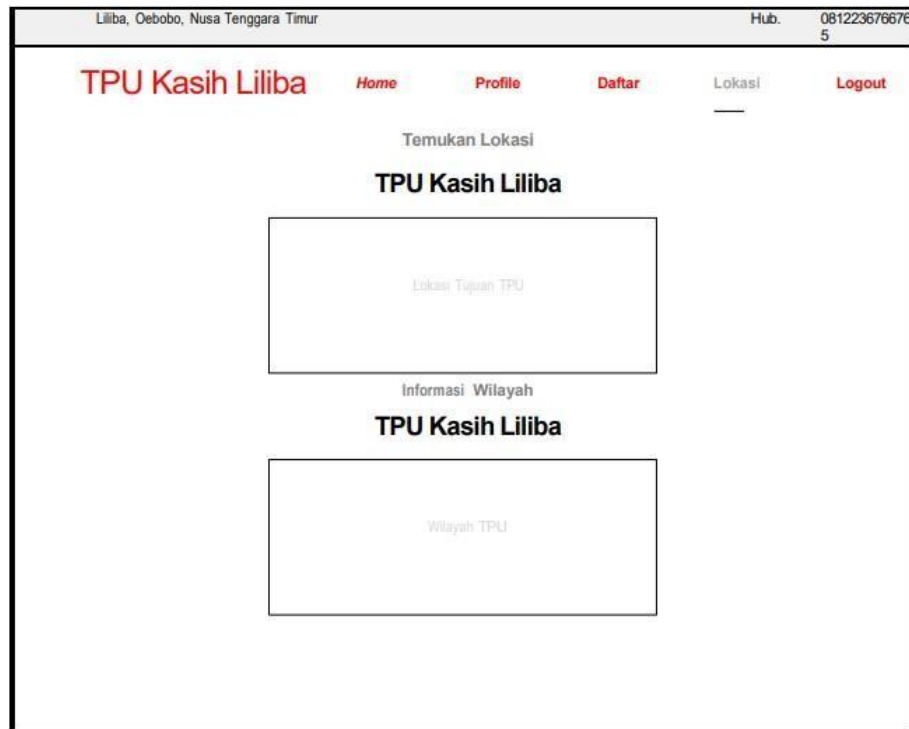 Liliba, Oebobo, Nusa Tenggara Timur Hub. 081223676676
5
TPU Kasih Liliba Home Profile Daftar Lokasi Logout
Temukan Lokasi
TPU Kasih Liliba
Lokasi Tujuan TPU
Informasi Wilayah
TPU Kasih Liliba
Wilayah TPU